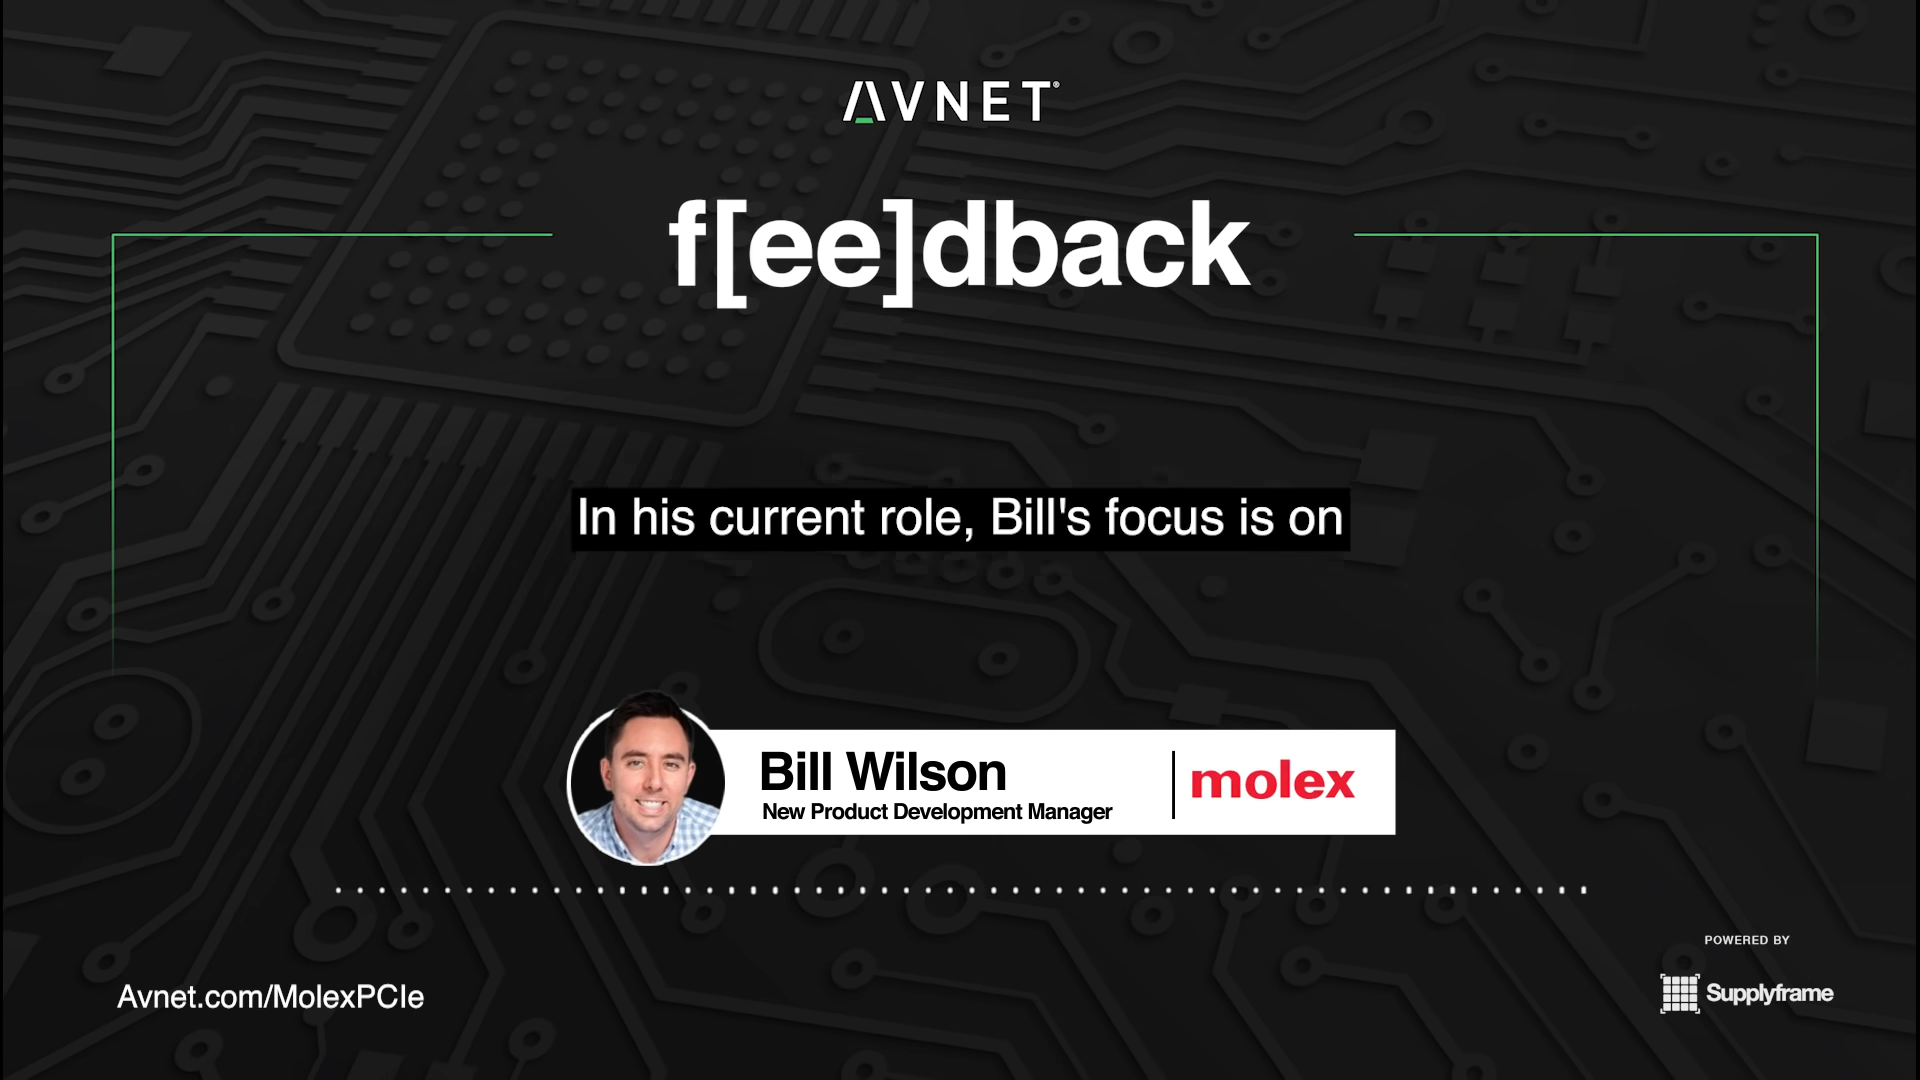 AVNET®
f[ee]dback
In his current role, Bill's focus is on
Bill Wilson
New Product Development Manager
molex
POWERED BY
Supplyframe
Avnet.com/MolexPCIe